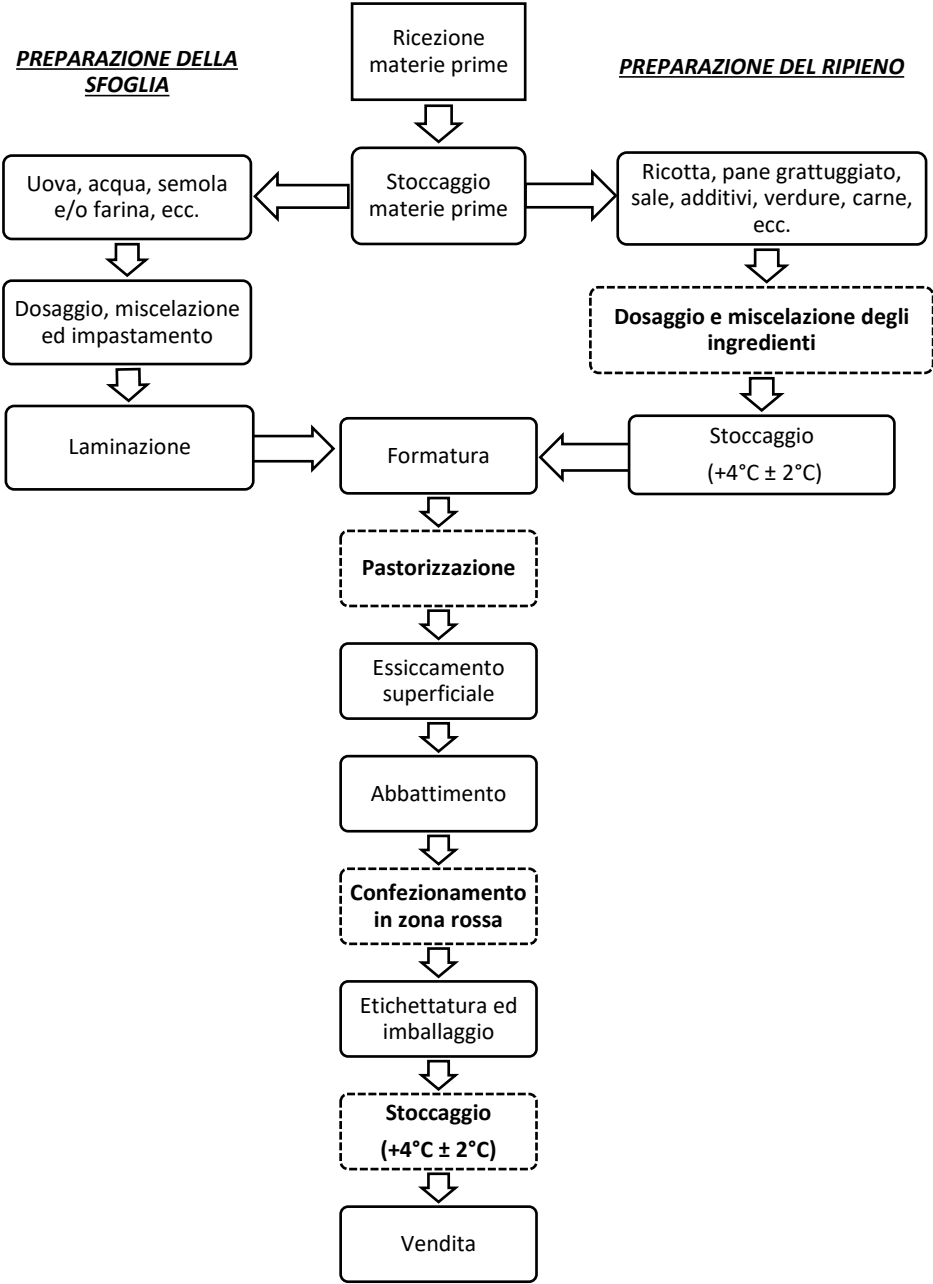 PREPARAZIONE DELLA
SFOGLIA
Ricezione
materie prime
PREPARAZIONE DEL RIPIENO
Uova, acqua, semola
e/o farina, ecc.
Stoccaggio
materie prime
Ricotta, pane grattuggiato,
sale, additivi, verdure, carne,
ecc.
Dosaggio, miscelazione
ed impastamento
Dosaggio e miscelazione degli
ingredienti
Laminazione
Formatura
Stoccaggio
(+4°C ± 2°C)
Pastorizzazione
Essiccamento
superficiale
Abbattimento
Confezionamento
in zona rossa
Etichettatura ed
imballaggio
Stoccaggio
(+4°C ± 2°C)
Vendita